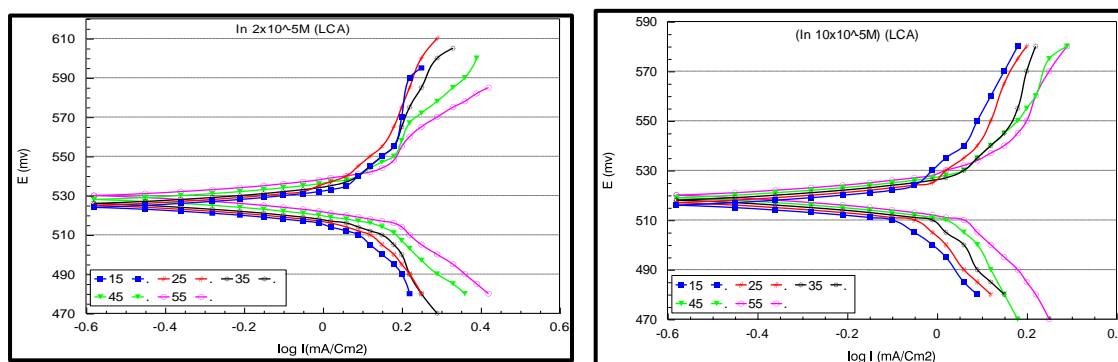 In 2x10^-5M (LCA)
E (mv)
610
590
570
550
530
510
490
470
15 . 25 . 35 .
45 . 55 .
-0.6 -0.4 -0.2 0 0.2 0.4 0.6
log I(mA/Cm2)
(In 10x10^-5M) (LCA)
E (mv)
590
570
550
530
510
490
470
15 . 25 . 35 .
45 . 55 .
-0.6 -0.4 -0.2 0 0.2
log I (mA/Cm2)